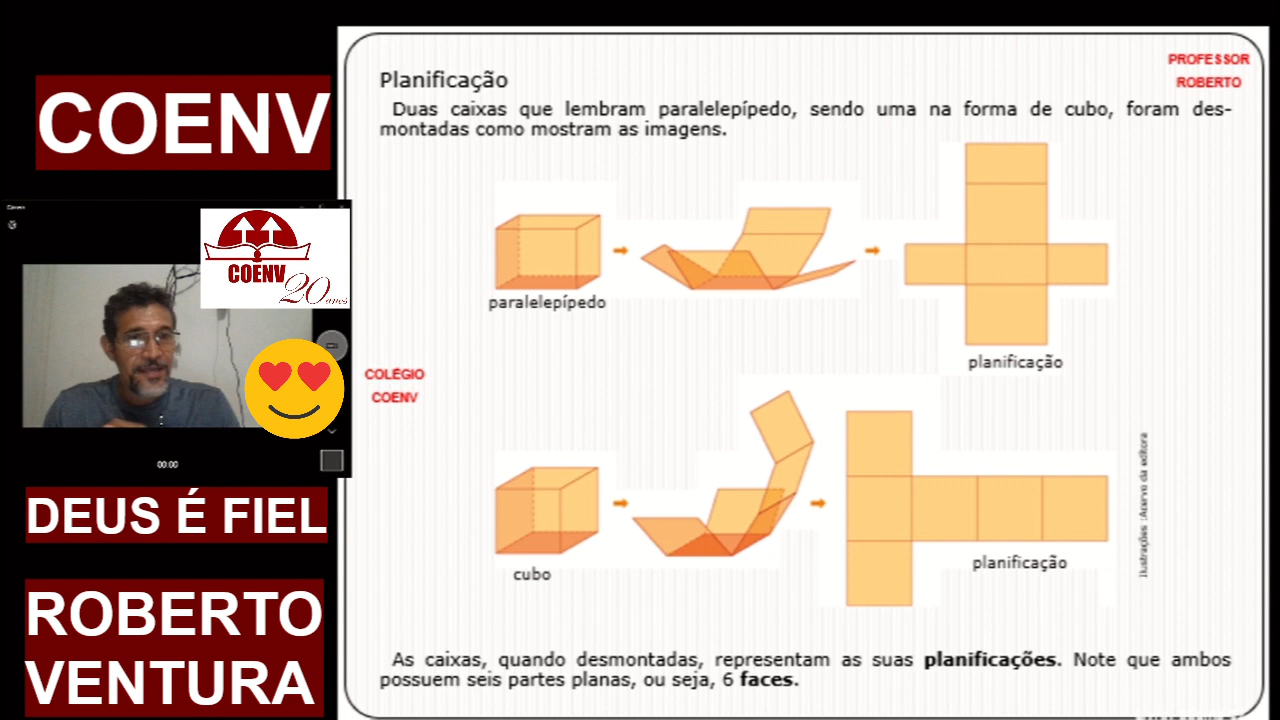 COENV
COENV
20 anos
00:00
DEUS É FIEL
ROBERTO
VENTURA
PROFESSOR
ROBERTO
Planificação
Duas caixas que lembram paralelepípedo, sendo uma na forma de cubo, foram des-
montadas como mostram as imagens.
paralelepípedo
planificação
COLÉGIO
COENV
cubo
planificação
Ilustrações :Acervo da editora
As caixas, quando desmontadas, representam as suas planificações. Note que ambos
possuem seis partes planas, ou seja, 6 faces.